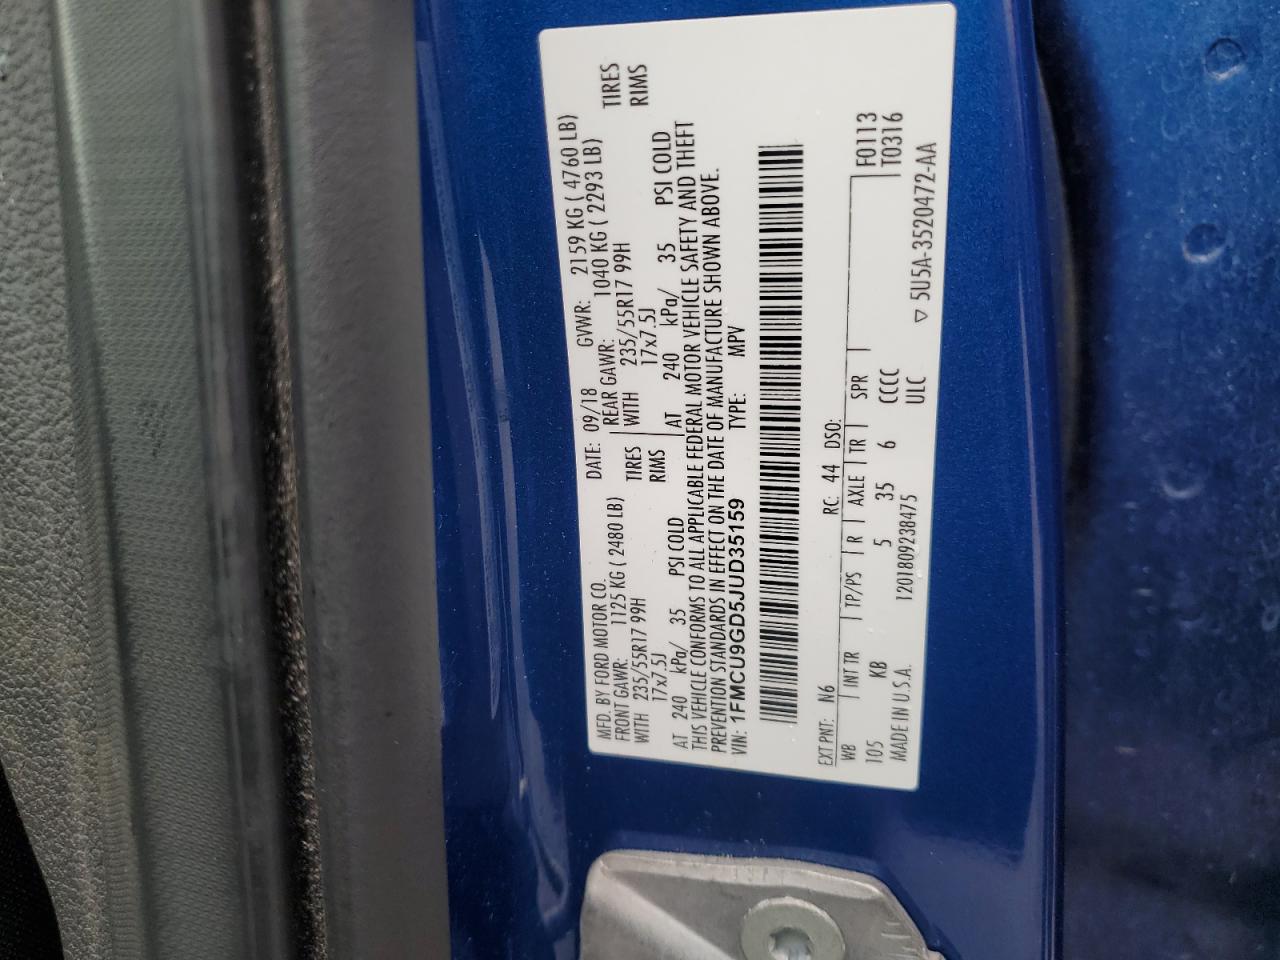 MFD. BY FORD MOTOR CO. DATE: 09/18 GVWR: 2159 KG ( 4760 LB)
FRONT GAWR: 1125 KG ( 2480 LB) REAR GAWR: 1040 KG ( 2293 LB)
WITH 235/55R17 99H TIRES WITH 235/55R17 99H TIRES
17x7.5J RIMS 17x7.5J RIMS
AT 240 kPa/ 35 PSI COLD AT 240 kPa/ 35 PSI COLD
THIS VEHICLE CONFORMS TO ALL APPLICABLE FEDERAL MOTOR VEHICLE SAFETY AND THEFT
PREVENTION STANDARDS IN EFFECT ON THE DATE OF MANUFACTURE SHOWN ABOVE.
VIN: 1FMCU9GD5JUD35159 TYPE: MPV
EXT PNT: N6 RC: 44 DSO:
WB INT TR TP/PS R AXLE TR SPR F0113
105 KB 5 35 6 CCCC T0316
MADE IN U.S.A. 1201809238475 ULC
▽ 5U5A-3520472-AA